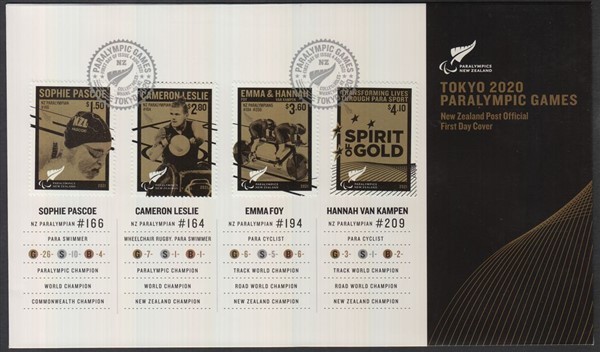 PARALYMPICS
NEW ZEALAND
TOKYO 2020
PARALYMPIC GAMES
New Zealand Post Official
First Day Cover
PARALYMPIC GAMES
NZ
PARALYMPIC GAMES
NZ
SOPHIE PASCOE
NZ PARALYMPIAN
#166
$1.50
2021
CAMERON LESLIE
NZ PARALYMPIAN
#164
$2.80
2021
EMMA & HANNAH
$3.60
2021
TRANSFORMING LIVES
THROUGH PARA SPORT
$4.10
SPIRIT
OF
GOLD
2021
SOPHIE PASCOE
NZ PARALYMPIAN #166
PARA SWIMMER
G-26-S-10-B-4
PARALYMPIC CHAMPION
WORLD CHAMPION
COMMONWEALTH CHAMPION
CAMERON LESLIE
NZ PARALYMPIAN #164
WHEELCHAIR RUGBY, PARA SWIMMER
G-7-S-1-B-1
PARALYMPIC CHAMPION
WORLD CHAMPION
NEW ZEALAND CHAMPION
EMMA FOY
NZ PARALYMPIAN #194
PARA CYCLIST
G-6-S-5-B-6
TRACK WORLD CHAMPION
ROAD WORLD CHAMPION
NEW ZEALAND CHAMPION
HANNAH VAN KAMPEN
NZ PARALYMPIAN #209
PARA CYCLIST
G-3-S-1-B-2
TRACK WORLD CHAMPION
ROAD WORLD CHAMPION
NEW ZEALAND CHAMPION